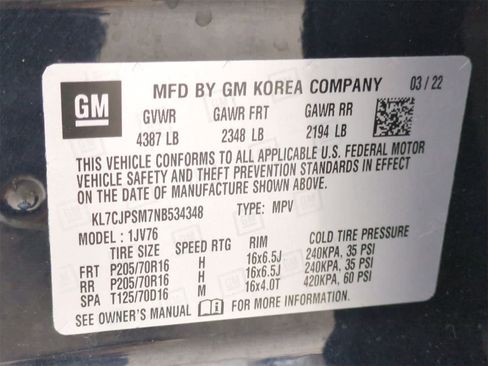 GM MFD BY GM KOREA COMPANY 03/22
GVWR GAWR FRT GAWR RR
4387 LB 2348 LB 2194 LB
THIS VEHICLE CONFORMS TO ALL APPLICABLE U.S. FEDERAL MOTOR
VEHICLE SAFETY AND THEFT PREVENTION STANDARDS IN EFFECT
ON THE DATE OF MANUFACTURE SHOWN ABOVE.
KL7CJPSM7NB534348 TYPE: MPV
MODEL : 1JV76
TIRE SIZE SPEED RTG RIM COLD TIRE PRESSURE
FRT P205/70R16 H 16x6.5J 240KPA, 35 PSI
RR P205/70R16 H 16x6.5J 240KPA, 35 PSI
SPA T125/70D16 M 16x4.0T 420KPA, 60 PSI
SEE OWNER'S MANUAL FOR MORE INFORMATION.